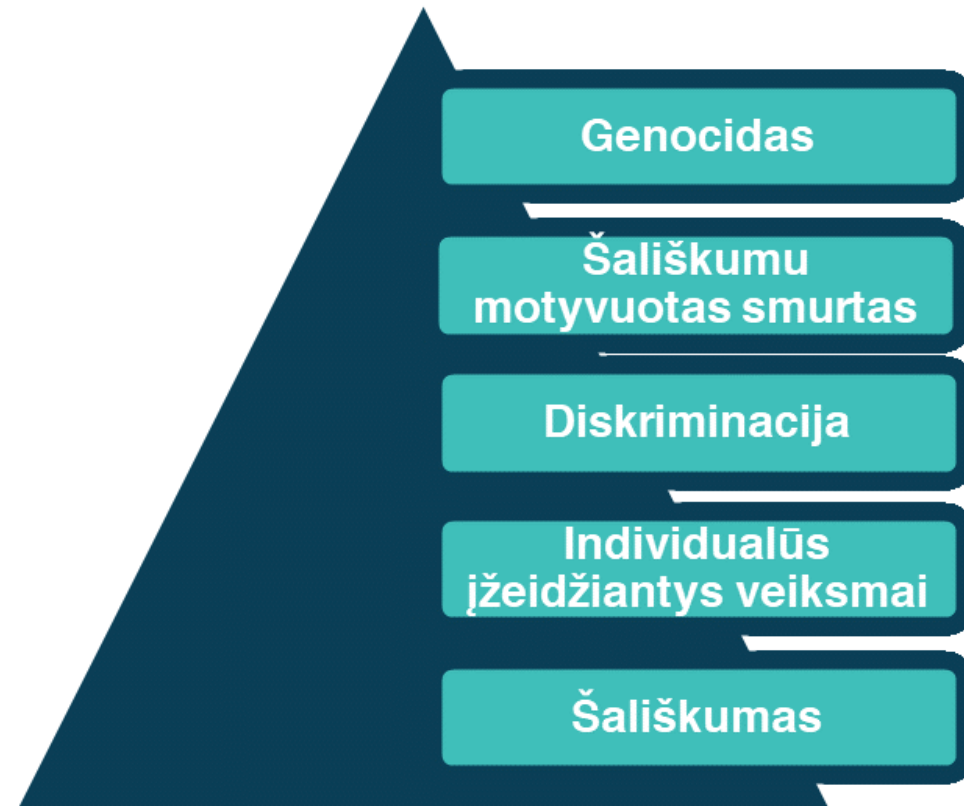 Genocidas
Šališkumu
motyvuotas smurtas
Diskriminacija
Individualūs
įžeidžiantys veiksmai
Šališkumas